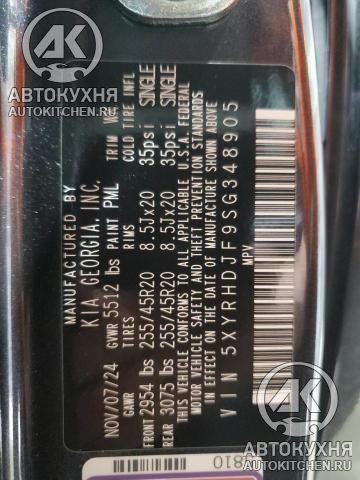 АК
АВТОКУХНЯ
AUTOKITCHEN.RU
MANUFACTURED BY
KIA GEORGIA, INC.
NOV/07/24 GVWR 5512 lbs PAINT PML TRIM WK
GAWR TIRES RIMS COLD TIRE INFL
FRONT 2954 lbs 255/45R20 8.5Jx20 35psi SINGLE
REAR 3075 lbs 255/45R20 8.5Jx20 35psi SINGLE
THIS VEHICLE CONFORMS TO ALL APPLICABLE U.S.A. FEDERAL
MOTOR VEHICLE SAFETY AND THEFT PREVENTION STANDARDS
IN EFFECT ON THE DATE OF MANUFACTURE SHOWN ABOVE
VIN 5XYRHDJF9SG348905
MPV
АК
АВТОКУХНЯ
AUTOKITCHEN.RU